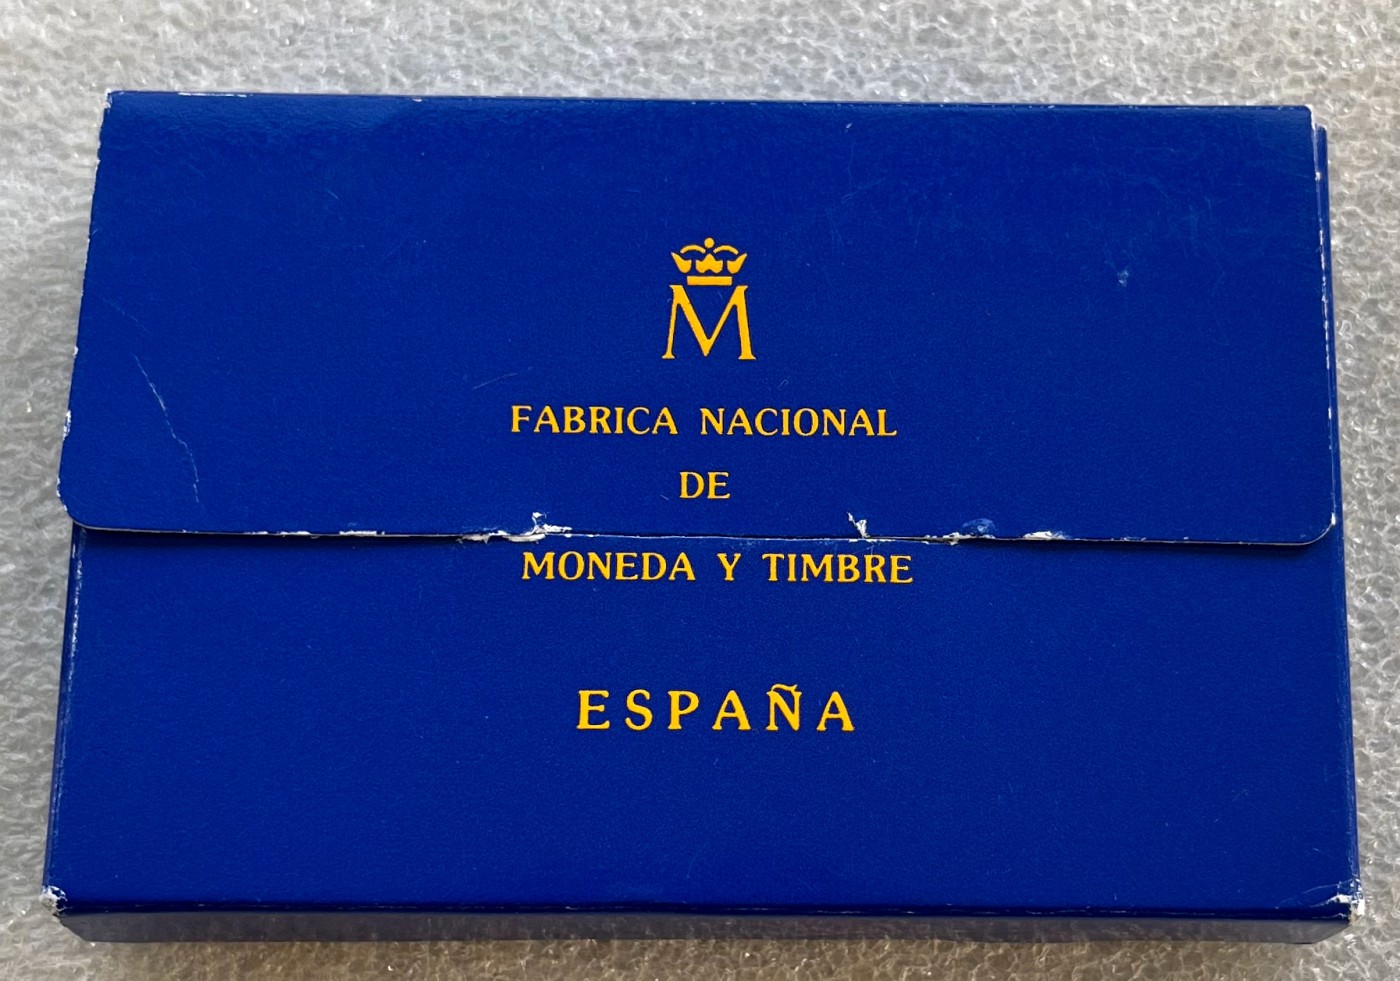 M
FABRICA NACIONAL
DE
MONEDA Y TIMBRE
ESPAÑA